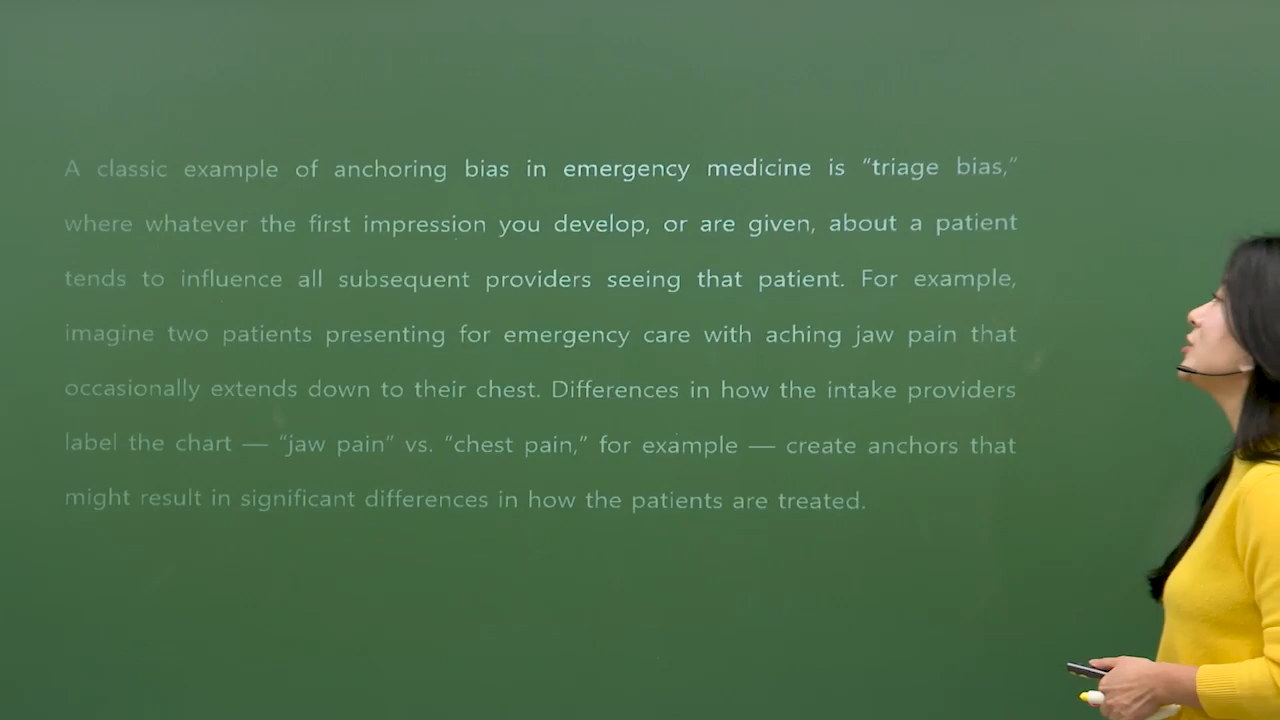 A classic example of anchoring bias in emergency medicine is “triage bias,”
where whatever the first impression you develop, or are given, about a patient
tends to influence all subsequent providers seeing that patient. For example,
imagine two patients presenting for emergency care with aching jaw pain that
occasionally extends down to their chest. Differences in how the intake providers
label the chart — “jaw pain” vs. “chest pain,” for example — create anchors that
might result in significant differences in how the patients are treated.